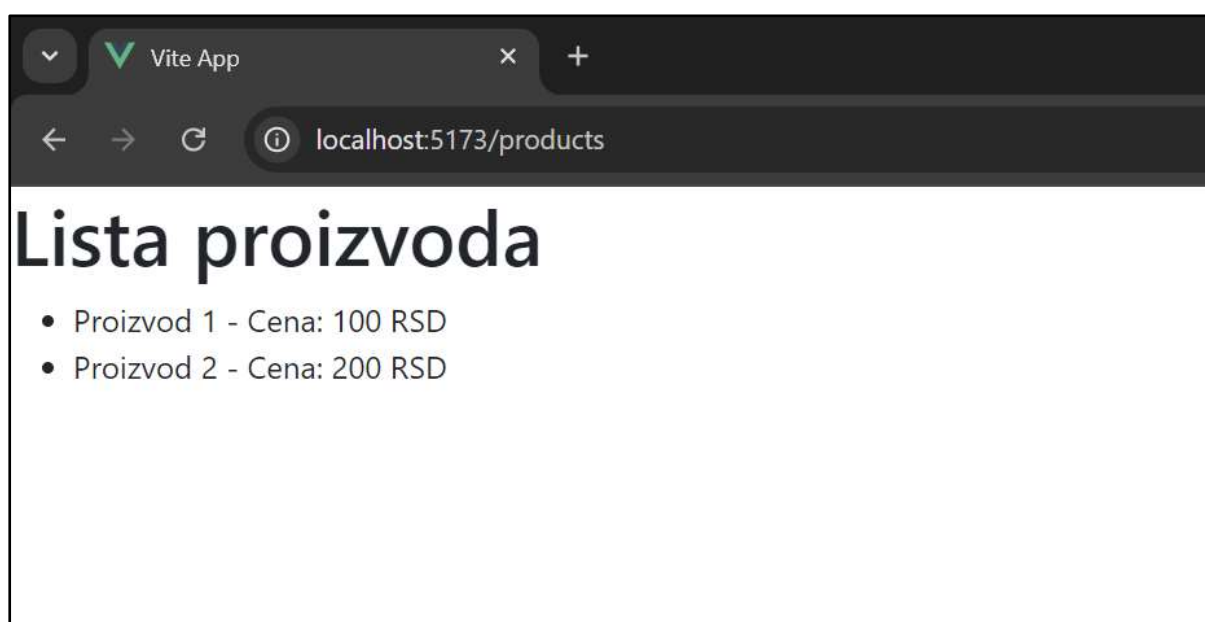 Vite App
localhost:5173/products
Lista proizvoda
Proizvod 1 - Cena: 100 RSD
Proizvod 2 - Cena: 200 RSD